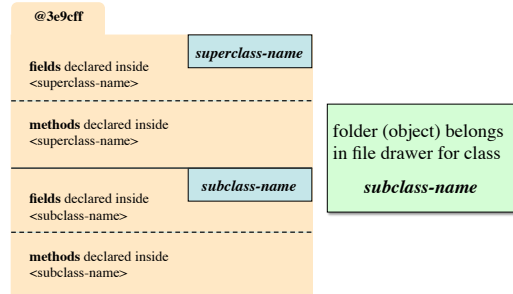 @3e9cff
superclass-name
fields declared inside
<superclass-name>
methods declared inside
<superclass-name>
subclass-name
fields declared inside
<subclass-name>
methods declared inside
<subclass-name>
folder (object) belongs
in file drawer for class
subclass-name